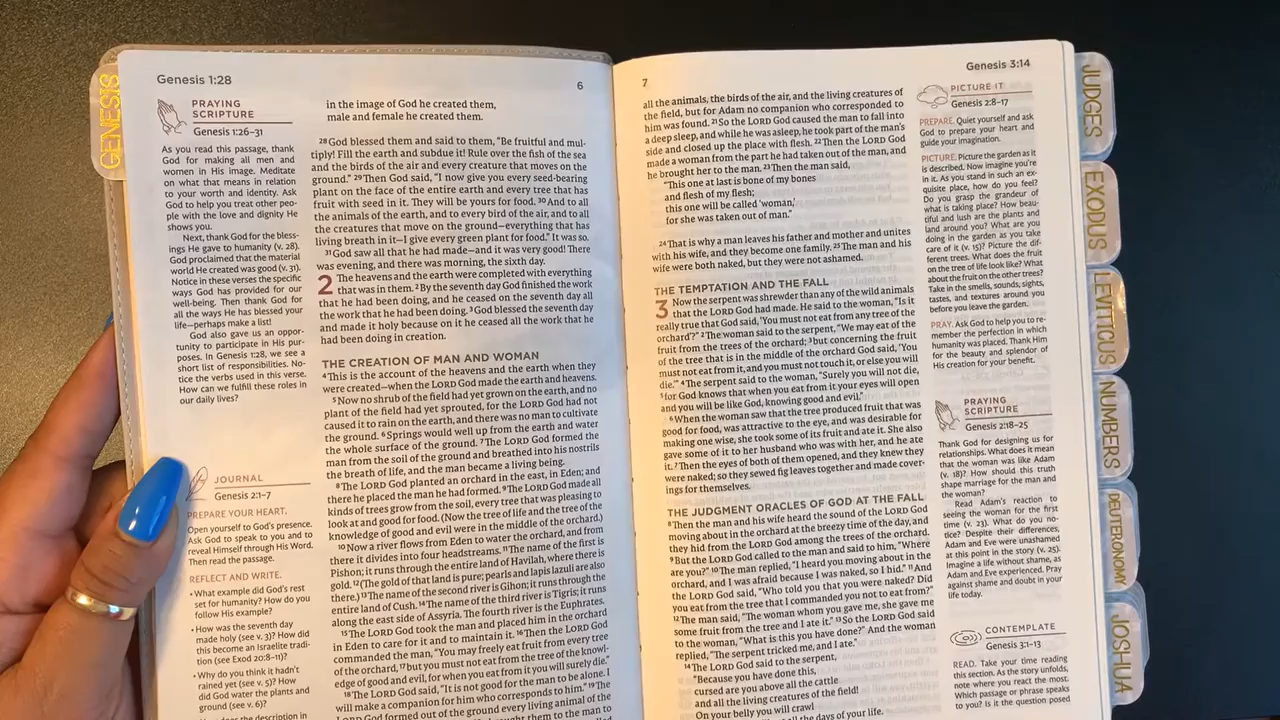 GENESIS
Genesis 1:28
6
PRAYING
SCRIPTURE
Genesis 1:26–31
As you read this passage, thank
God for making all men and
women in His image. Meditate
on what that means in relation
to your worth and identity. Ask
God to help you treat other peo-
ple with the love and dignity He
shows you.
Next, thank God for the bless-
ings He gave to humanity (v. 28).
God proclaimed that the material
world He created was good (v. 31).
Notice in these verses the specific
ways God has provided for our
well-being. Then thank God for
all the ways He has blessed your
life—perhaps make a list!
God also gave us an oppor-
tunity to participate in His pur-
poses. In Genesis 1:28, we see a
short list of responsibilities. No-
tice the verbs used in this verse.
How can we fulfill these roles in
our daily lives?
JOURNAL
Genesis 2:1–7
PREPARE YOUR HEART.
Open yourself to God's presence.
Ask God to speak to you and to
reveal Himself through His Word.
Then read the passage.
REFLECT AND WRITE.
• What example did God's rest
set for humanity? How do you
follow His example?
• How was the seventh day
made holy (see v. 3)? How did
this become an Israelite tradi-
tion (see Exod 20:8–11)?
• Why do you think it hadn't
rained yet (see v. 5)? How
did God water the plants and
ground (see v. 6)?
the description in
in the image of God he created them,
male and female he created them.
28 God blessed them and said to them, "Be fruitful and mul-
tiply! Fill the earth and subdue it! Rule over the fish of the sea
and the birds of the air and every creature that moves on the
ground." 29 Then God said, "I now give you every seed-bearing
plant on the face of the entire earth and every tree that has
fruit with seed in it. They will be yours for food. 30 And to all
the animals of the earth, and to every bird of the air, and to all
the creatures that move on the ground—everything that has
living breath in it—I give every green plant for food." It was so.
31 God saw all that he had made—and it was very good! There
was evening, and there was morning, the sixth day.
2 The heavens and the earth were completed with everything
that was in them. 2 By the seventh day God finished the work
that he had been doing, and he ceased on the seventh day all
the work that he had been doing. 3 God blessed the seventh day
and made it holy because on it he ceased all the work that he
had been doing in creation.
THE CREATION OF MAN AND WOMAN
4 This is the account of the heavens and the earth when they
were created—when the LORD God made the earth and heavens.
5 Now no shrub of the field had yet grown on the earth, and no
plant of the field had yet sprouted, for the LORD God had not
caused it to rain on the earth, and there was no man to cultivate
the ground. 6 Springs would well up from the earth and water
the whole surface of the ground. 7 The LORD God formed the
man from the soil of the ground and breathed into his nostrils
the breath of life, and the man became a living being.
8 The LORD God planted an orchard in the east, in Eden; and
there he placed the man he had formed. 9 The LORD God made all
kinds of trees grow from the soil, every tree that was pleasing to
look at and good for food. (Now the tree of life and the tree of the
knowledge of good and evil were in the middle of the orchard.)
10 Now a river flows from Eden to water the orchard, and from
there it divides into four headstreams. 11 The name of the first is
Pishon; it runs through the entire land of Havilah, where there is
gold. 12 (The gold of that land is pure; pearls and lapis lazuli are also
there.) 13 The name of the second river is Gihon; it runs through the
entire land of Cush. 14 The name of the third river is Tigris; it runs
along the east side of Assyria. The fourth river is the Euphrates.
15 The LORD God took the man and placed him in the orchard
in Eden to care for it and to maintain it. 16 Then the LORD God
commanded the man, "You may freely eat fruit from every tree
of the orchard, 17 but you must not eat from the tree of the knowl-
edge of good and evil, for when you eat from it you will surely die."
18 The LORD God said, "It is not good for the man to be alone. I
will make a companion for him who corresponds to him." 19 The
LORD God formed out of the ground every living animal of the
them to the man to
7
Genesis 3:14
all the animals, the birds of the air, and the living creatures of
the field, but for Adam no companion who corresponded to
him was found. 21 So the LORD God caused the man to fall into
a deep sleep, and while he was asleep, he took part of the man's
side and closed up the place with flesh. 22 Then the LORD God
made a woman from the part he had taken out of the man, and
he brought her to the man. 23 Then the man said,
"This one at last is bone of my bones
and flesh of my flesh;
this one will be called 'woman,'
for she was taken out of man."
24 That is why a man leaves his father and mother and unites
with his wife, and they become one family. 25 The man and his
wife were both naked, but they were not ashamed.
THE TEMPTATION AND THE FALL
3 Now the serpent was shrewder than any of the wild animals
that the LORD God had made. He said to the woman, "Is it
really true that God said, 'You must not eat from any tree of the
orchard'?" 2 The woman said to the serpent, "We may eat of the
fruit from the trees of the orchard; 3 but concerning the fruit
of the tree that is in the middle of the orchard God said, 'You
must not eat from it, and you must not touch it, or else you will
die.'" 4 The serpent said to the woman, "Surely you will not die,
5 for God knows that when you eat from it your eyes will open
and you will be like God, knowing good and evil."
6 When the woman saw that the tree produced fruit that was
good for food, was attractive to the eye, and was desirable for
making one wise, she took some of its fruit and ate it. She also
gave some of it to her husband who was with her, and he ate
it. 7 Then the eyes of both of them opened, and they knew they
were naked; so they sewed fig leaves together and made cover-
ings for themselves.
THE JUDGMENT ORACLES OF GOD AT THE FALL
8 Then the man and his wife heard the sound of the LORD God
moving about in the orchard at the breezy time of the day, and
they hid from the LORD God among the trees of the orchard.
9 But the LORD God called to the man and said to him, "Where
are you?" 10 The man replied, "I heard you moving about in the
orchard, and I was afraid because I was naked, so I hid." 11 And
the LORD God said, "Who told you that you were naked? Did
you eat from the tree that I commanded you not to eat from?"
12 The man said, "The woman whom you gave me, she gave me
some fruit from the tree and I ate it." 13 So the LORD God said
to the woman, "What is this you have done?" And the woman
replied, "The serpent tricked me, and I ate."
14 The LORD God said to the serpent,
"Because you have done this,
cursed are you above all the cattle
and all the living creatures of the field!
On your belly you will crawl
all the days of your life.
PICTURE IT
Genesis 2:8–17
PREPARE. Quiet yourself and ask
God to prepare your heart and
guide your imagination.
PICTURE. Picture the garden as it
is described. Now imagine you're
in it. As you stand in such an ex-
quisite place, how do you feel?
Do you grasp the grandeur of
what is taking place? How beau-
tiful and lush are the plants and
land around you? What are you
doing in the garden as you take
care of it (v. 15)? Picture the dif-
ferent trees. What does the fruit
on the tree of life look like? What
about the fruit on the other trees?
Take in the smells, sounds, sights,
tastes, and textures around you
before you leave the garden.
PRAY. Ask God to help you to re-
member the perfection in which
humanity was placed. Thank Him
for the beauty and splendor of
His creation for your benefit.
PRAYING
SCRIPTURE
Genesis 2:18–25
Thank God for designing us for
relationships. What does it mean
that the woman was like Adam
(v. 18)? How should this truth
shape marriage for the man and
the woman?
Read Adam's reaction to
seeing the woman for the first
time (v. 23). What do you no-
tice? Despite their differences,
Adam and Eve were unashamed
at this point in the story (v. 25).
Imagine a life without shame, as
Adam and Eve experienced. Pray
against shame and doubt in your
life today.
CONTEMPLATE
Genesis 3:1–13
READ. Take your time reading
this section. As the story unfolds,
note where you react the most.
Which passage or phrase speaks
to you? Is it the question posed
JUDGES
EXODUS
LEVITICUS
NUMBERS
DEUTERONOMY
JOSHUA